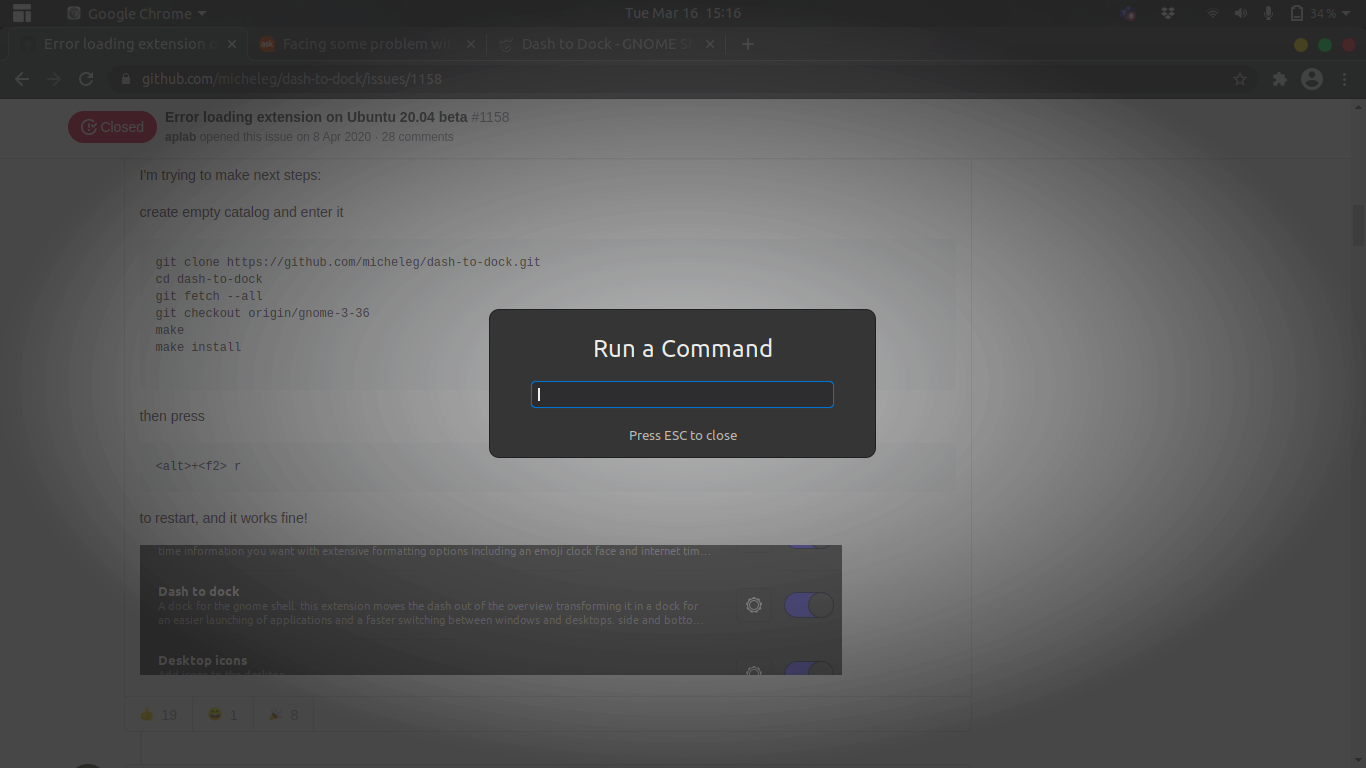 Google Chrome
Tue Mar 16 15:16
34 %
Error loading extension
Facing some problem
Dash to Dock - GNOME
github.com/micheleg/dash-to-dock/issues/1158
Closed
Error loading extension on Ubuntu 20.04 beta #1158
aplab opened this issue on 8 Apr 2020 · 28 comments
I'm trying to make next steps:
create empty catalog and enter it
git clone https://github.com/micheleg/dash-to-dock.git
cd dash-to-dock
git fetch --all
git checkout origin/gnome-3-36
make
make install
Run a Command
Press ESC to close
then press
<alt>+<f2> r
to restart, and it works fine!
time information you want with extensive formatting options including an emoji clock face and internet tim...
Dash to dock
A dock for the gnome shell. this extension moves the dash out of the overview transforming it in a dock for
an easier launching of applications and a faster switching between windows and desktops. side and botto...
Desktop icons
19
1
8